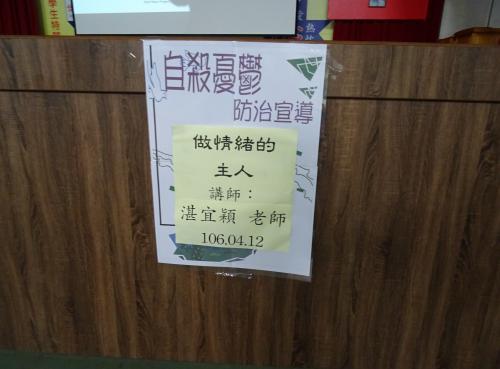 自殺憂鬱
防治宣導
做情緒的
主人
講師：
湛宜穎 老師
106.04.12